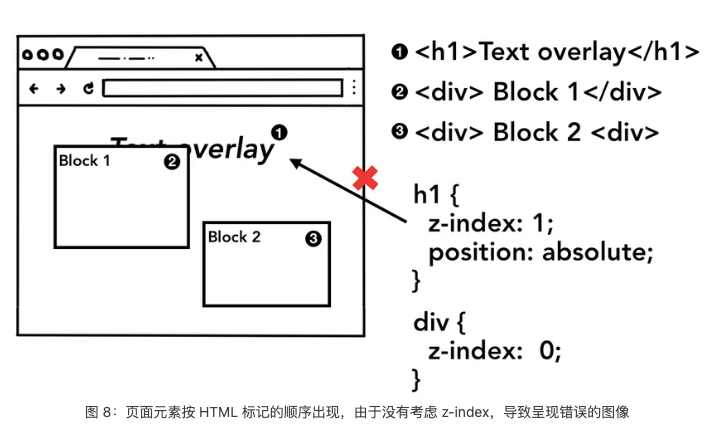 Text overlay ❶
Block 1 ❷
Block 2 ❸
❶ <h1>Text overlay</h1>
❷ <div> Block 1</div>
❸ <div> Block 2 <div>
h1 {
z-index: 1;
position: absolute;
}
div {
z-index: 0;
}
图 8：页面元素按 HTML 标记的顺序出现，由于没有考虑 z-index，导致呈现错误的图像